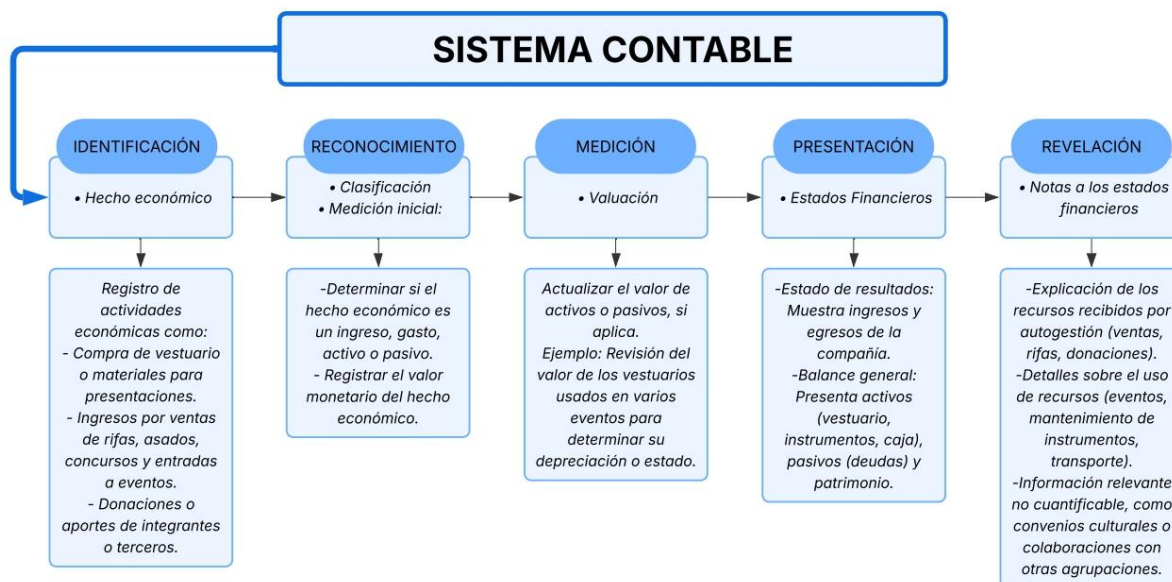 SISTEMA CONTABLE
IDENTIFICACIÓN
• Hecho económico
Registro de
actividades
económicas como:
- Compra de vestuario
o materiales para
presentaciones.
- Ingresos por ventas
de rifas, asados,
concursos y entradas
a eventos.
- Donaciones o
aportes de integrantes
o terceros.
RECONOCIMIENTO
• Clasificación
• Medición inicial:
-Determinar si el
hecho económico es
un ingreso, gasto,
activo o pasivo.
- Registrar el valor
monetario del hecho
económico.
MEDICIÓN
• Valuación
Actualizar el valor de
activos o pasivos, si
aplica.
Ejemplo: Revisión del
valor de los vestuarios
usados en varios
eventos para
determinar su
depreciación o estado.
PRESENTACIÓN
• Estados Financieros
-Estado de resultados:
Muestra ingresos y
egresos de la
compañía.
-Balance general:
Presenta activos
(vestuario,
instrumentos, caja),
pasivos (deudas) y
patrimonio.
REVELACIÓN
• Notas a los estados
financieros
-Explicación de los
recursos recibidos por
autogestión (ventas,
rifas, donaciones).
-Detalles sobre el uso
de recursos (eventos,
mantenimiento de
instrumentos,
transporte).
-Información relevante
no cuantificable, como
convenios culturales o
colaboraciones con
otras agrupaciones.